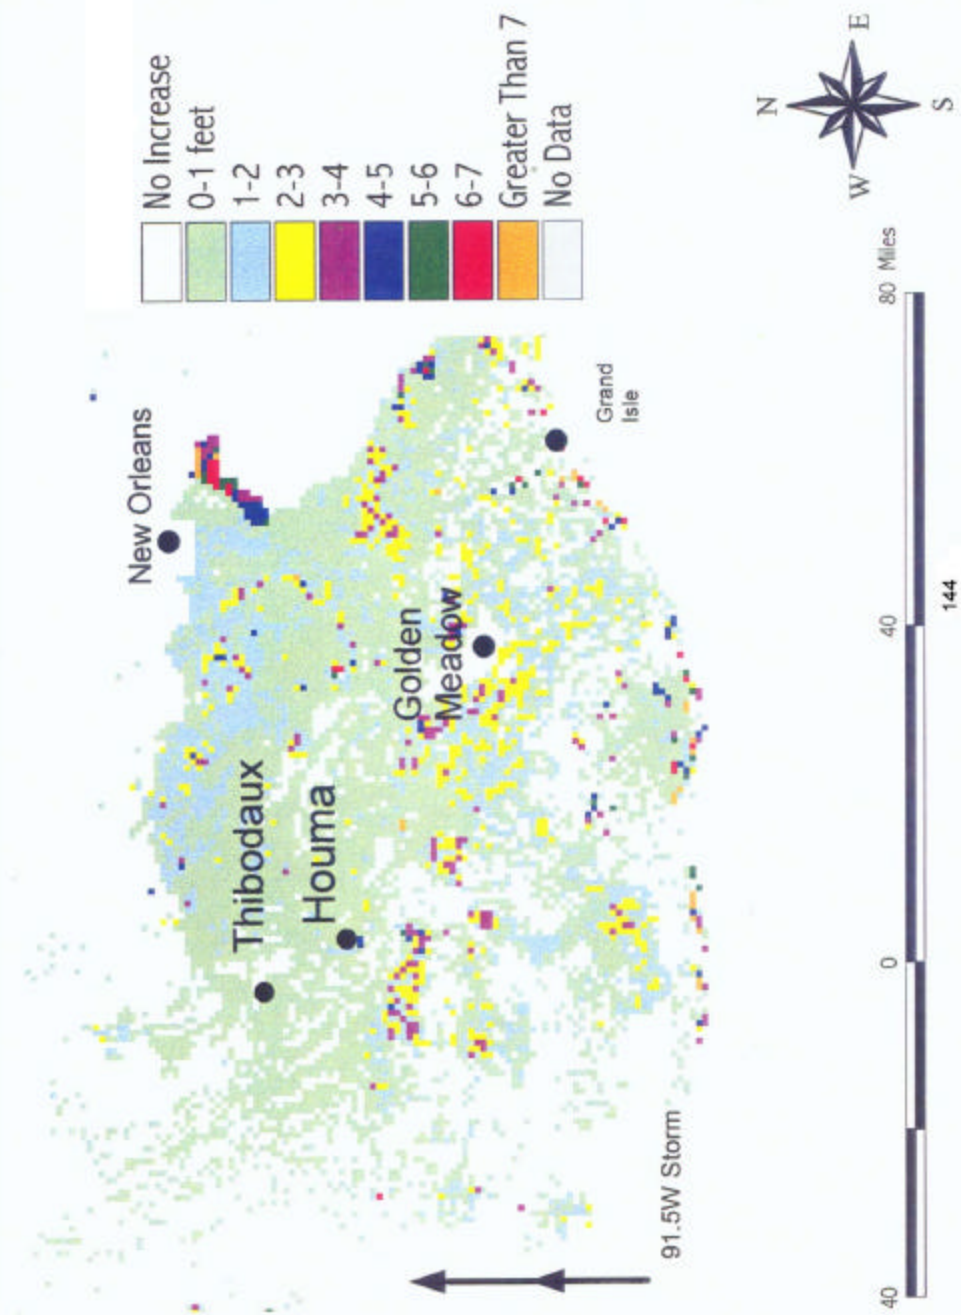 No Increase
0-1 feet
1-2
2-3
3-4
4-5
5-6
6-7
Greater Than 7
No Data
N
E
S
W
New Orleans
Thibodaux
Houma
Golden
Meadow
Grand
Isle
91.5W Storm
40
0
40
80 Miles
144